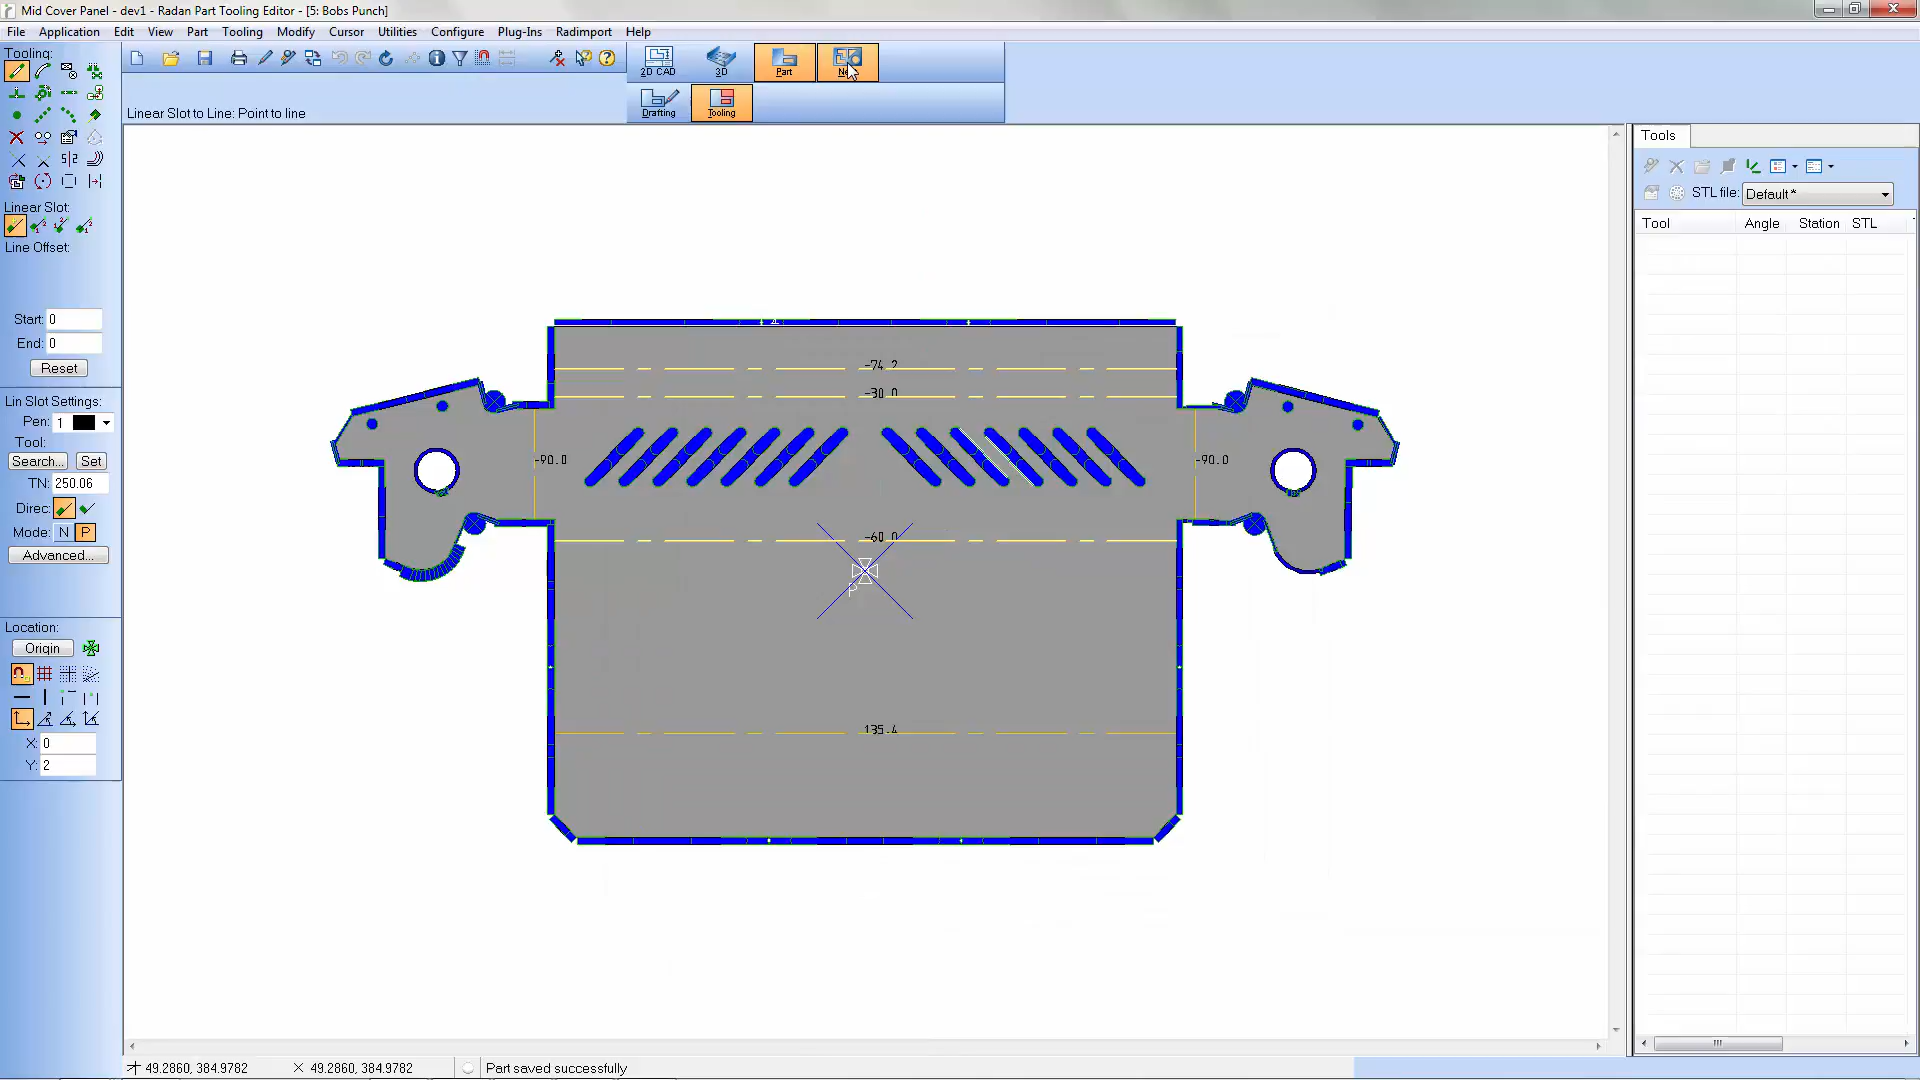 Mid Cover Panel - dev1 - Radan Part Tooling Editor - [5: Bobs Punch]
File Application Edit View Part Tooling Modify Cursor Utilities Configure Plug-Ins Radimport Help
Tooling:
2D CAD 3D Part
Drafting Tooling
Linear Slot to Line: Point to line
Tools
STL file: Default *
Tool Angle Station STL
Linear Slot:
Line Offset:
Start: 0
End: 0
Reset
Lin Slot Settings:
Pen: 1
Tool:
Search... Set
TN: 250.06
Direc:
Mode: N P
Advanced...
Location:
Origin
X: 0
Y: 2
-74.2
-30.0
-90.0
-90.0
-60.0
P
135.4
49.2860, 384.9782 49.2860, 384.9782 Part saved successfully